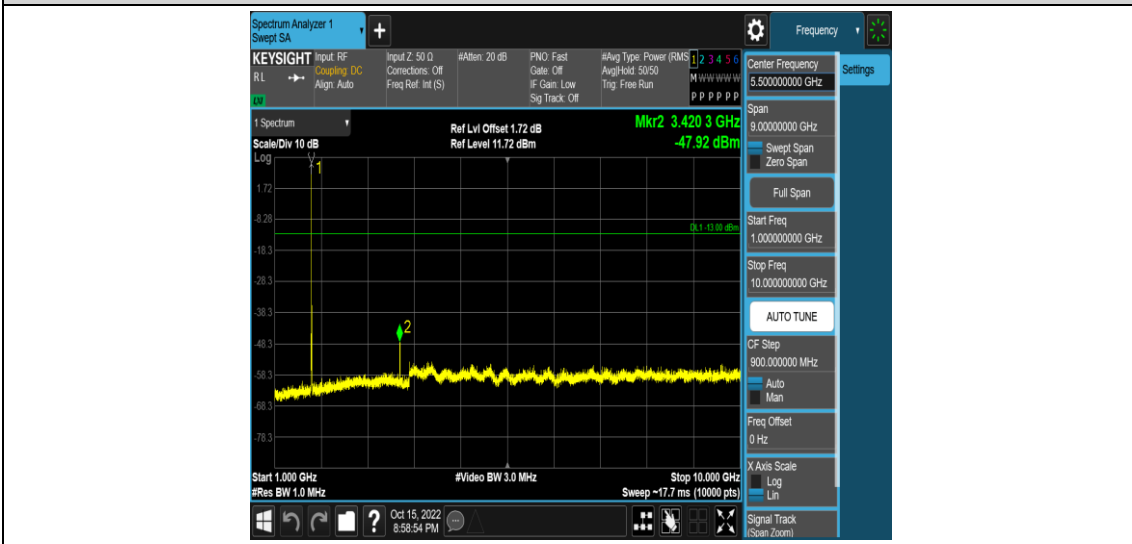 Spectrum Analyzer 1
Swept SA
+
Frequency
KEYSIGHT
RL
LXI
Input: RF
Coupling: DC
Align: Auto
Input Z: 50 Ω
Corrections: Off
Freq Ref: Int (S)
#Atten: 20 dB
PNO: Fast
Gate: Off
IF Gain: Low
Sig Track: Off
#Avg Type: Power (RMS
Avg|Hold: 50/50
Trig: Free Run
1 2 3 4 5 6
M W W W W W
P P P P P P
1 Spectrum
Scale/Div 10 dB
Ref Lvl Offset 1.72 dB
Ref Level 11.72 dBm
Mkr2 3.420 3 GHz
-47.92 dBm
Log
1
1.72
-8.28
DL1 -13.00 dBm
-18.3
-28.3
-38.3
2
-48.3
-58.3
-68.3
-78.3
Start 1.000 GHz
#Res BW 1.0 MHz
#Video BW 3.0 MHz
Stop 10.000 GHz
Sweep ~17.7 ms (10000 pts)
?
Oct 15, 2022
8:58:54 PM
Center Frequency
5.500000000 GHz
Settings
Span
9.00000000 GHz
Swept Span
Zero Span
Full Span
Start Freq
1.000000000 GHz
Stop Freq
10.000000000 GHz
AUTO TUNE
CF Step
900.000000 MHz
Auto
Man
Freq Offset
0 Hz
X Axis Scale
Log
Lin
Signal Track
(Span Zoom)